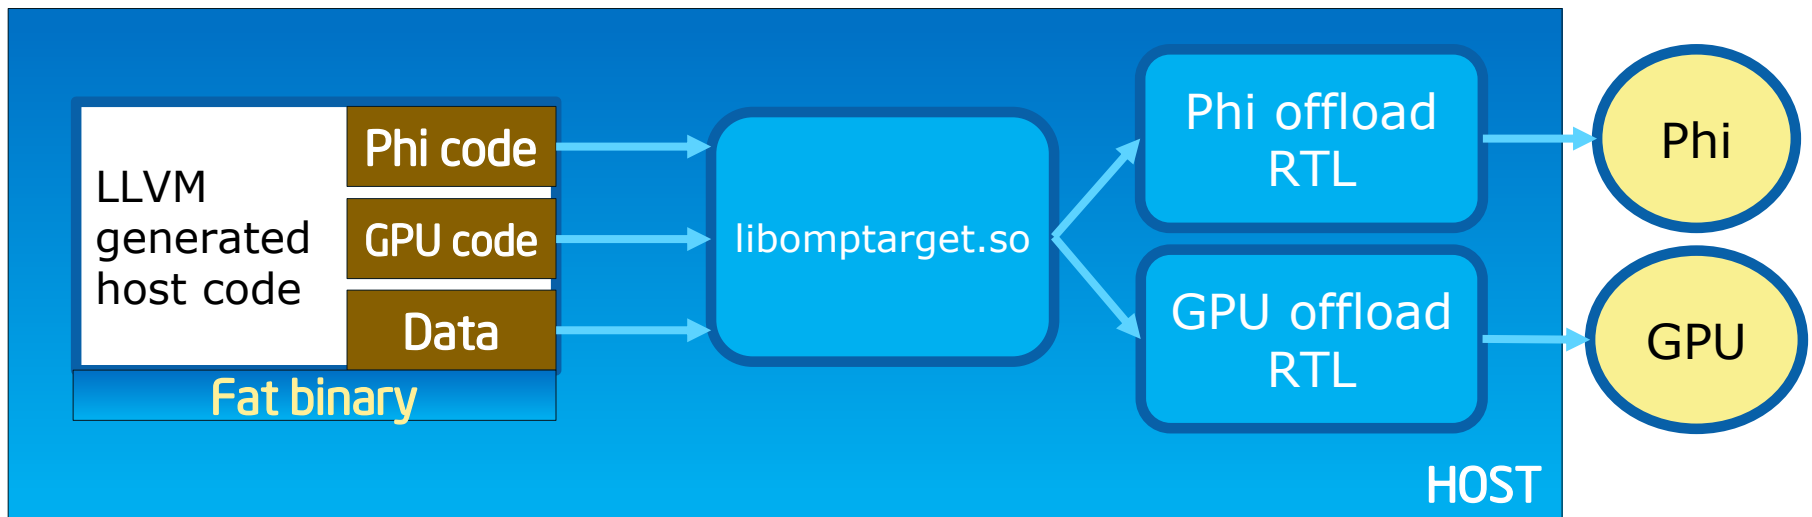 LLVM
generated
host code
Phi code
GPU code
Data
Fat binary
libomptarget.so
Phi offload
RTL
GPU offload
RTL
Phi
GPU
HOST